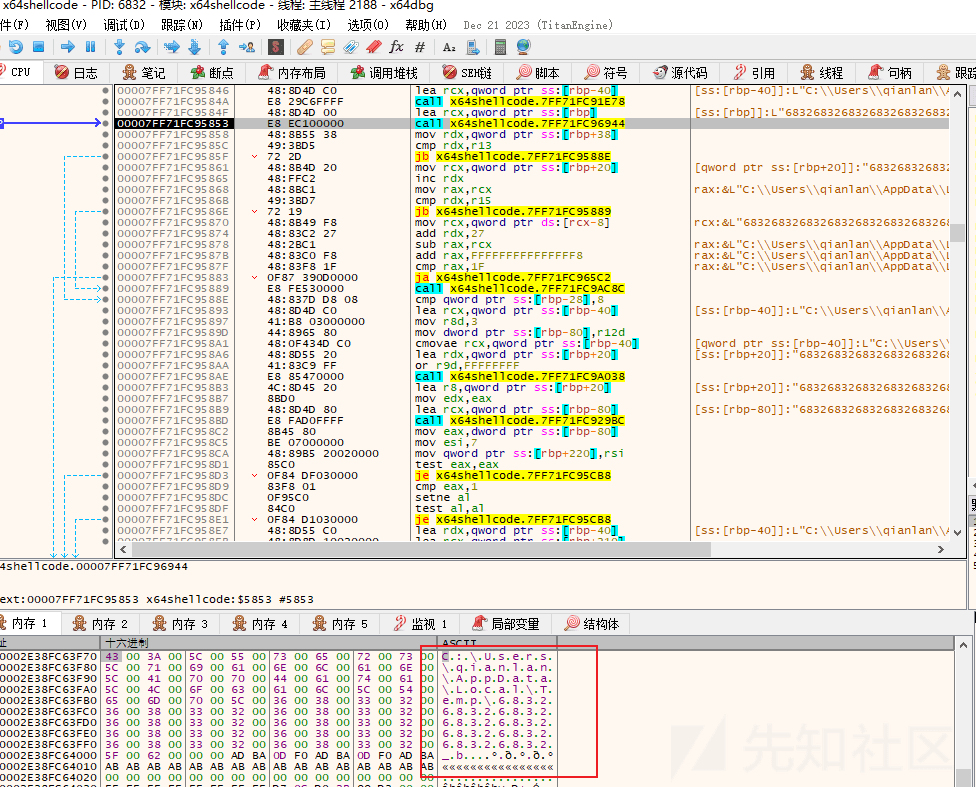 x64shellcode - PID: 6832 - 模块: x64shellcode - 线程: 主线程 2188 - x64dbg
件(F) 视图(V) 调试(D) 跟踪(N) 插件(P) 收藏夹(I) 选项(O) 帮助(H) Dec 21 2023 (TitanEngine)
CPU 日志 笔记 断点 内存布局 调用堆栈 SEH链 脚本 符号 源代码 引用 线程 句柄 跟踪
00007FF71FC95846 48:8D4D C0 lea rcx,qword ptr ss:[rbp-40] [ss:[rbp-40]]:L"C:\\Users\\qianlan\\A
00007FF71FC9584A E8 29C6FFFF call x64shellcode.7FF71FC91E78
00007FF71FC9584F 48:8D4D 00 lea rcx,qword ptr ss:[rbp] [ss:[rbp]]:L"6832683268326832683268326
00007FF71FC95853 E8 EC100000 call x64shellcode.7FF71FC96944
00007FF71FC95858 48:8B55 38 mov rdx,qword ptr ss:[rbp+38]
00007FF71FC9585C 49:3BD5 cmp rdx,r13
00007FF71FC9585F 72 2D jb x64shellcode.7FF71FC9588E
00007FF71FC95861 48:8B4D 20 mov rcx,qword ptr ss:[rbp+20] [qword ptr ss:[rbp+20]]:&L"683268326832
00007FF71FC95865 48:FFC2 inc rdx
00007FF71FC95868 48:8BC1 mov rax,rcx rax:&L"C:\\Users\\qianlan\\AppData\\L
00007FF71FC9586B 49:3BD7 cmp rdx,r15
00007FF71FC9586E 72 19 jb x64shellcode.7FF71FC95889
00007FF71FC95870 48:8B49 F8 mov rcx,qword ptr ds:[rcx-8] rcx:&L"68326832683268326832683268326
00007FF71FC95874 48:83C2 27 add rdx,27
00007FF71FC95878 48:2BC1 sub rax,rcx rax:&L"C:\\Users\\qianlan\\AppData\\L
00007FF71FC9587B 48:83C0 F8 add rax,FFFFFFFFFFFFFFF8 rax:&L"C:\\Users\\qianlan\\AppData\\L
00007FF71FC9587F 48:83F8 1F cmp rax,1F rax:&L"C:\\Users\\qianlan\\AppData\\L
00007FF71FC95883 0F87 390D0000 ja x64shellcode.7FF71FC965C2
00007FF71FC95889 E8 FE530000 call x64shellcode.7FF71FC9AC8C
00007FF71FC9588E 48:837D D8 08 cmp qword ptr ss:[rbp-28],8
00007FF71FC95893 48:8D4D C0 lea rcx,qword ptr ss:[rbp-40] [ss:[rbp-40]]:L"C:\\Users\\qianlan\\A
00007FF71FC95897 41:B8 03000000 mov r8d,3
00007FF71FC9589D 44:8965 80 mov dword ptr ss:[rbp-80],r12d
00007FF71FC958A1 48:0F434D C0 cmovae rcx,qword ptr ss:[rbp-40] [qword ptr ss:[rbp-40]]:L"C:\\Users\\
00007FF71FC958A6 48:8D55 20 lea rdx,qword ptr ss:[rbp+20] [ss:[rbp+20]]:&L"6832683268326832683
00007FF71FC958AA 41:83C9 FF or r9d,FFFFFFFF
00007FF71FC958AE E8 85470000 call x64shellcode.7FF71FC9A038
00007FF71FC958B3 4C:8D45 20 lea r8,qword ptr ss:[rbp+20] [ss:[rbp+20]]:&L"6832683268326832683
00007FF71FC958B7 8BD0 mov edx,eax
00007FF71FC958B9 48:8D4D 80 lea rcx,qword ptr ss:[rbp-80] [ss:[rbp-80]]:"68326832683268326832683
00007FF71FC958BD E8 FAD0FFFF call x64shellcode.7FF71FC929BC
00007FF71FC958C2 8B45 80 mov eax,dword ptr ss:[rbp-80]
00007FF71FC958C5 BE 07000000 mov esi,7
00007FF71FC958CA 48:89B5 20020000 mov qword ptr ss:[rbp+220],rsi
00007FF71FC958D1 85C0 test eax,eax
00007FF71FC958D3 0F84 DF030000 je x64shellcode.7FF71FC95CB8
00007FF71FC958D9 83F8 01 cmp eax,1
00007FF71FC958DC 0F95C0 setne al
00007FF71FC958DF 84C0 test al,al
00007FF71FC958E1 0F84 D1030000 je x64shellcode.7FF71FC95CB8
00007FF71FC958E7 48:8D55 C0 lea rdx,qword ptr ss:[rbp-40] [ss:[rbp-40]]:L"C:\\Users\\qianlan\\A
4shellcode.00007FF71FC96944
ext:00007FF71FC95853 x64shellcode:$5853 #5853
内存 1 内存 2 内存 3 内存 4 内存 5 监视 1 局部变量 结构体
址 十六进制 ASCII
0002E38FC63F70 43 00 3A 00 5C 00 55 00 73 00 65 00 72 00 73 00 C.:.\.U.s.e.r.s.
0002E38FC63F80 5C 00 71 00 69 00 61 00 6E 00 6C 00 61 00 6E 00 \.q.i.a.n.l.a.n.
0002E38FC63F90 5C 00 41 00 70 00 70 00 44 00 61 00 74 00 61 00 \.A.p.p.D.a.t.a.
0002E38FC63FA0 5C 00 4C 00 6F 00 63 00 61 00 6C 00 5C 00 54 00 \.L.o.c.a.l.\.T.
0002E38FC63FB0 65 00 6D 00 70 00 5C 00 36 00 38 00 33 00 32 00 e.m.p.\.6.8.3.2.
0002E38FC63FC0 36 00 38 00 33 00 32 00 36 00 38 00 33 00 32 00 6.8.3.2.6.8.3.2.
0002E38FC63FD0 36 00 38 00 33 00 32 00 36 00 38 00 33 00 32 00 6.8.3.2.6.8.3.2.
0002E38FC63FE0 36 00 38 00 33 00 32 00 36 00 38 00 33 00 32 00 6.8.3.2.6.8.3.2.
0002E38FC63FF0 36 00 38 00 33 00 32 00 36 00 38 00 33 00 32 00 6.8.3.2.6.8.3.2.
0002E38FC64000 5F 00 62 00 00 00 AD BA 0D F0 AD BA 0D F0 AD BA _.b....º.ð.º.ð.º
0002E38FC64010 AB AB AB AB AB AB AB AB AB AB AB AB AB AB AB AB ««««««««««««««««
0002E38FC64020 00 00 00 00 00 00 00 00 00 00 00 00 00 00 00 00 ................
先知社区